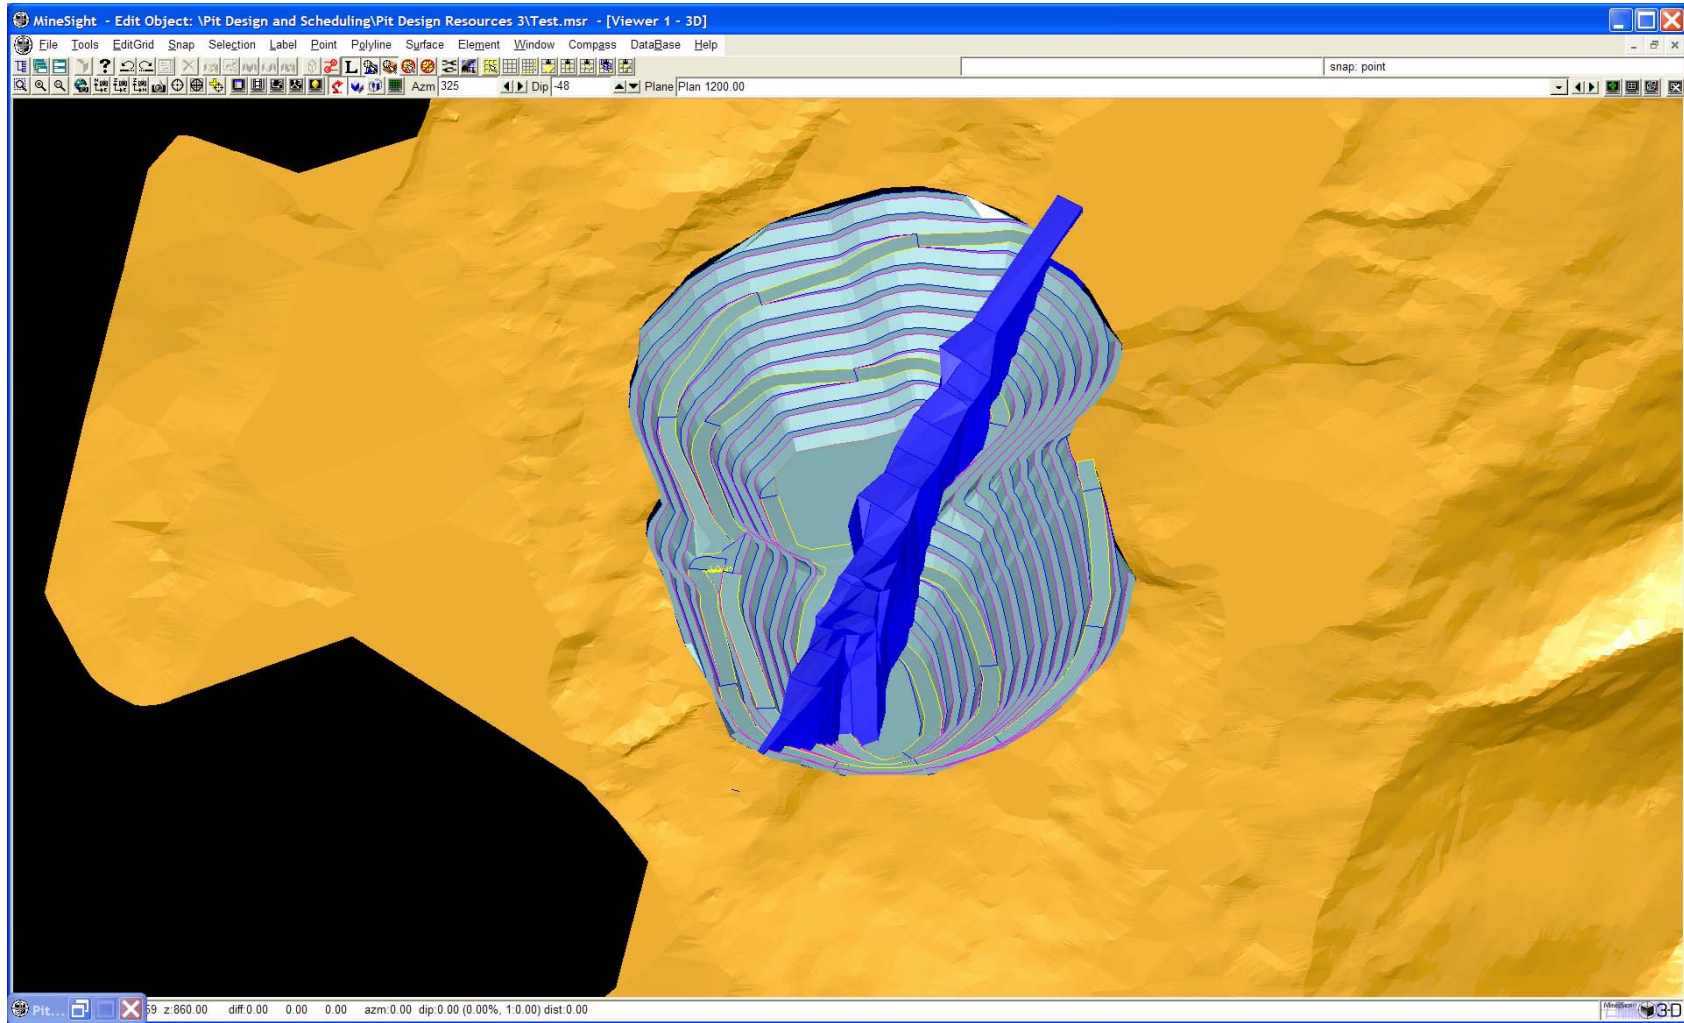 MineSight - Edit Object: \Pit Design and Scheduling\Pit Design Resources 3\Test.msr - [Viewer 1 - 3D]
File Tools EditGrid Snap Selection Label Point Polyline Surface Element Window Compass DataBase Help
snap: point
Azm 325 Dip -48 Plane Plan 1200.00
Pit... 59 z:860.00 diff:0.00 0.00 0.00 azm:0.00 dip:0.00 (0.00%, 1:0.00) dist:0.00
3-D